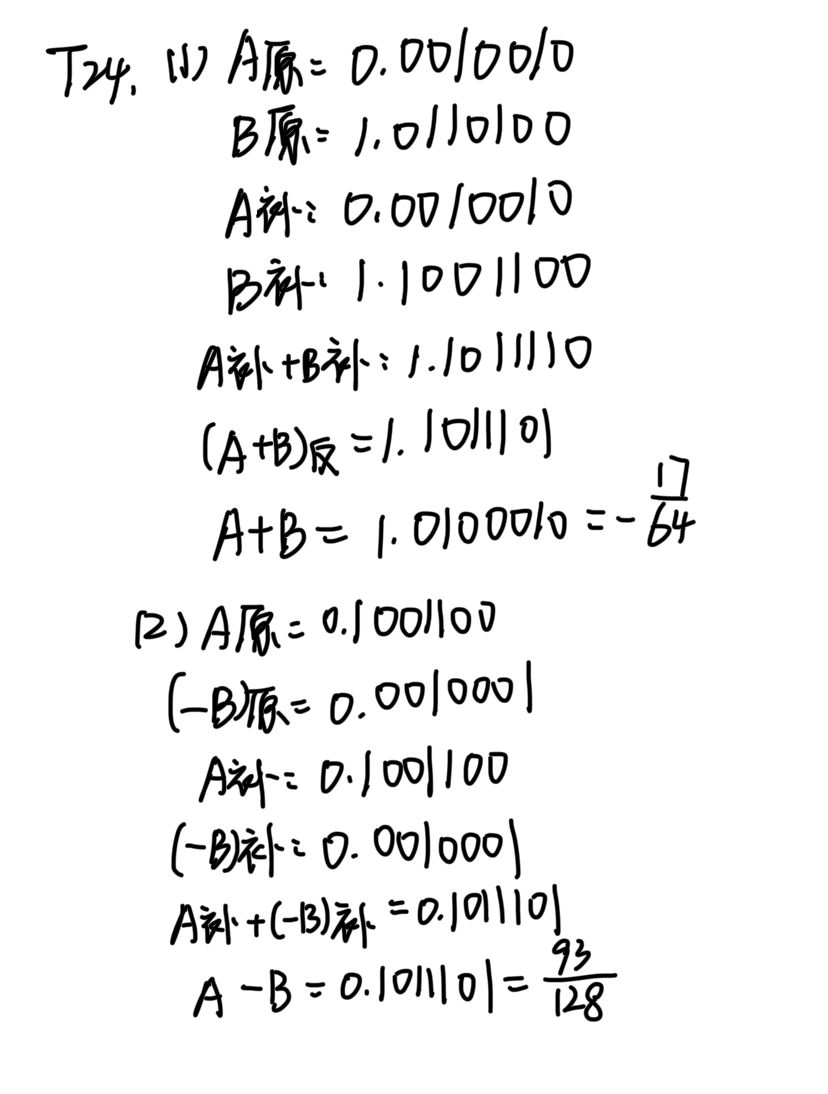 T24. (1) A原 = 0.0010010
B原 = 1.0110100
A补: 0.0010010
B补: 1.1001100
A补+B补: 1.1011110
(A+B)反 = 1.1011101
A+B = 1.0100010 = -17/64
(2) A原 = 0.1001100
(-B)原 = 0.0010001
A补 = 0.1001100
(-B)补: 0.0010001
A补+(-B)补 = 0.1011101
A-B = 0.1011101 = 93/128